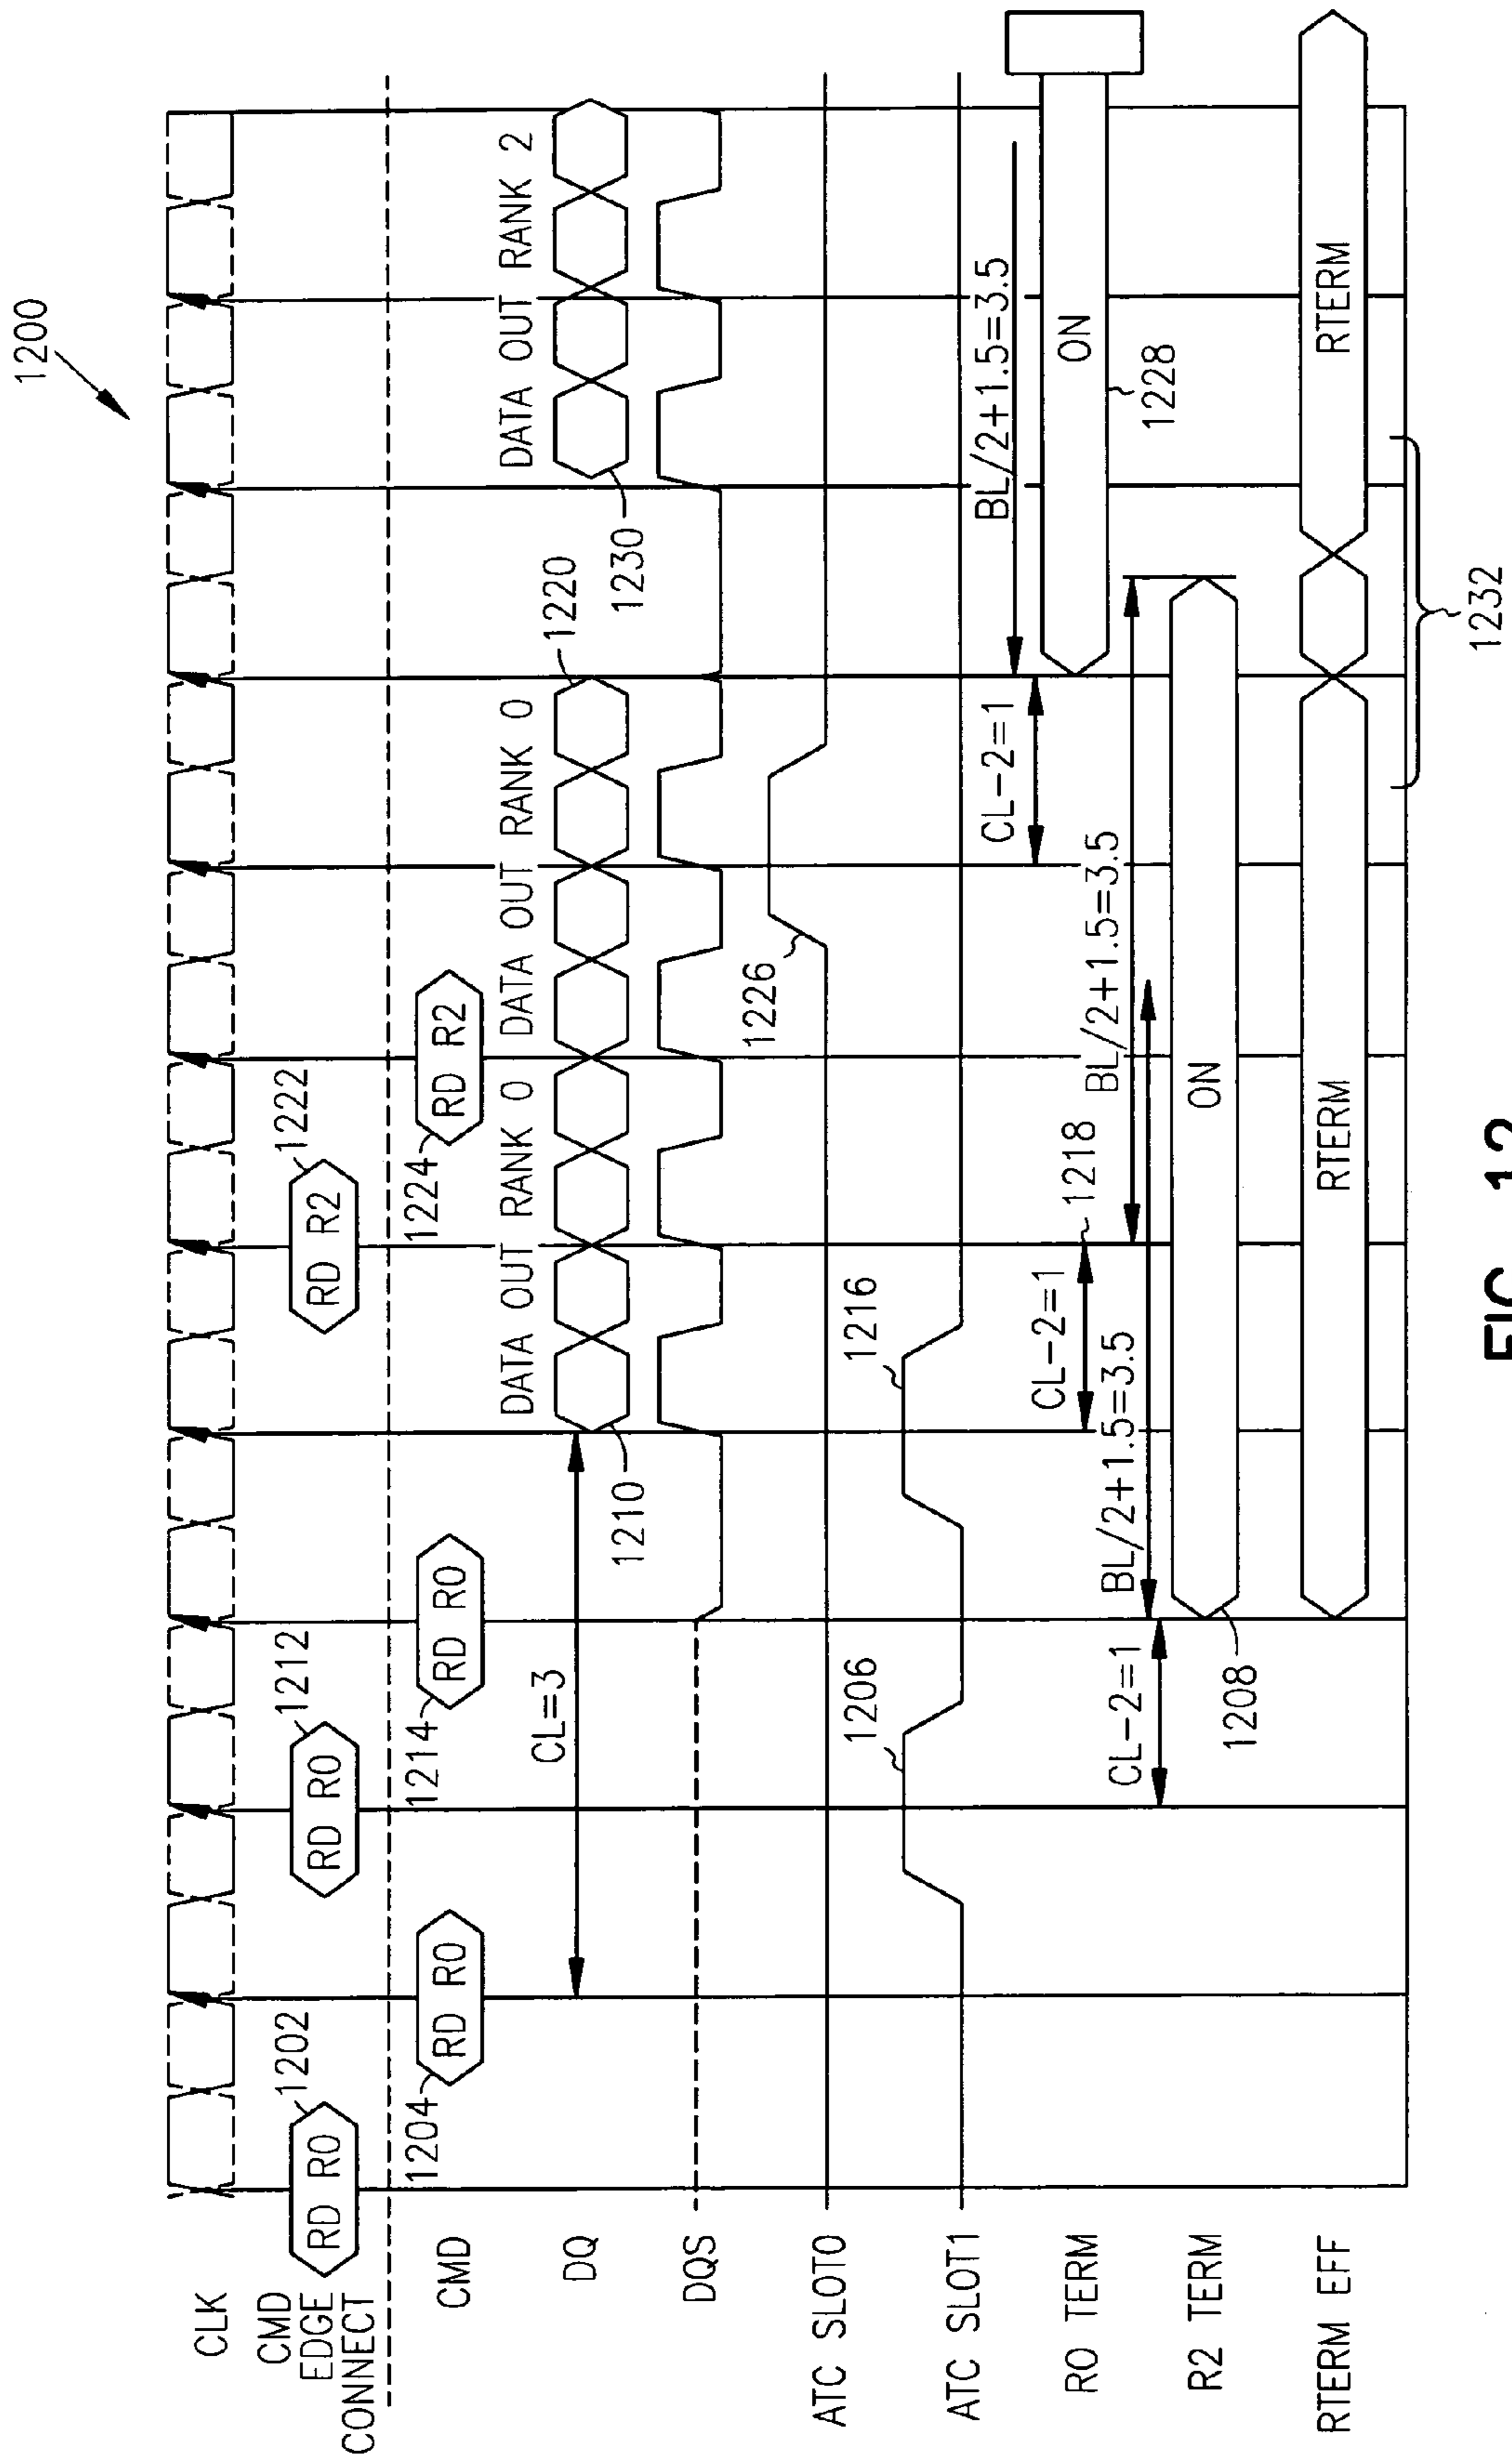 1200
CLK
CMD
EDGE
CONNECT
RD R0
1202
RD R0
1212
RD R2
1222
CMD
1204
RD R0
1214
RD R0
1224
RD R2
DQ
CL=3
DATA OUT RANK 0
DATA OUT RANK 0
DATA OUT RANK 2
1210
1220
1230
DQS
ATC SLOT0
1226
ATC SLOT1
1206
1216
R0 TERM
CL-2=1
1218
CL-2=1
BL/2+1.5=3.5
ON
1228
BL/2+1.5=3.5
BL/2+1.5=3.5
CL-2=1
R2 TERM
ON
1208
RTERM EFF
RTERM
RTERM
1232
FIG. 12